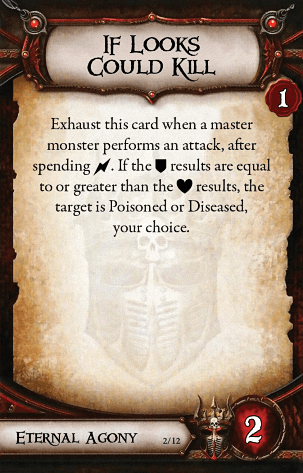 If Looks
Could Kill
1
Exhaust this card when a master
monster performs an attack, after
spending . If the results are equal
to or greater than the results, the
target is Poisoned or Diseased,
your choice.
Eternal Agony 2/12 2